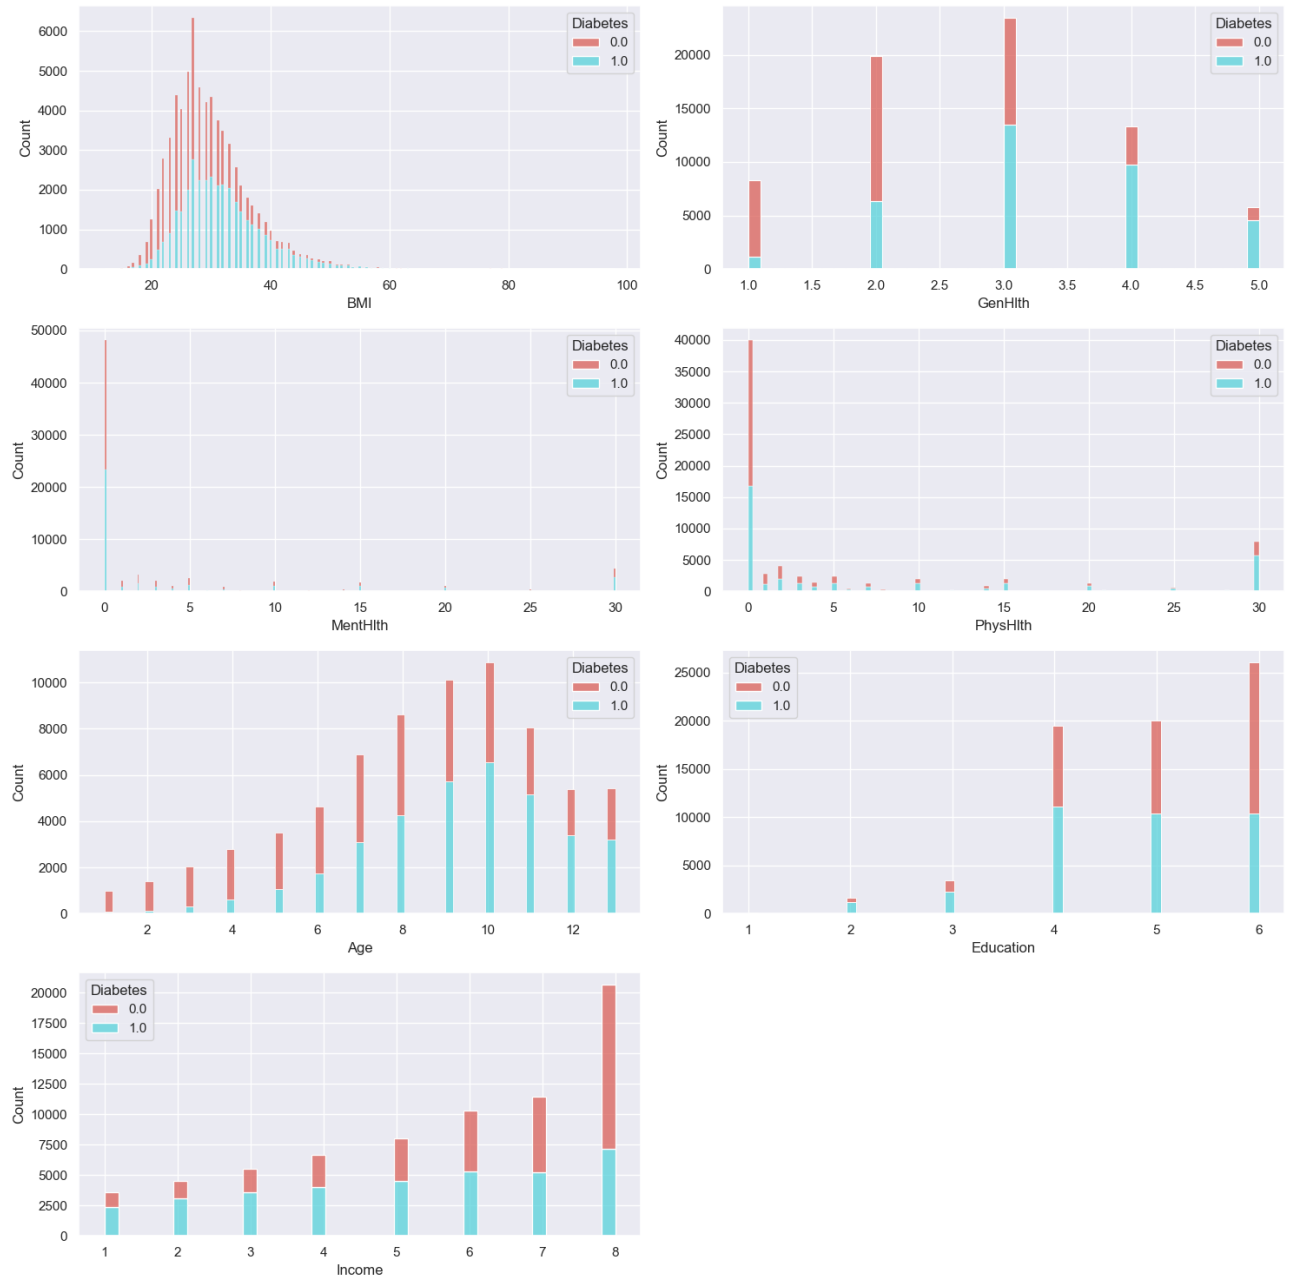 Diabetes
0.0
1.0
6000
5000
4000
3000
2000
1000
0
Count
20 40 60 80 100
BMI
Diabetes
0.0
1.0
20000
15000
10000
5000
0
Count
1.0 1.5 2.0 2.5 3.0 3.5 4.0 4.5 5.0
GenHlth
Diabetes
0.0
1.0
50000
40000
30000
20000
10000
0
Count
0 5 10 15 20 25 30
MentHlth
Diabetes
0.0
1.0
40000
35000
30000
25000
20000
15000
10000
5000
0
Count
0 5 10 15 20 25 30
PhysHlth
Diabetes
0.0
1.0
10000
8000
6000
4000
2000
0
Count
2 4 6 8 10 12
Age
Diabetes
0.0
1.0
25000
20000
15000
10000
5000
0
Count
1 2 3 4 5 6
Education
Diabetes
0.0
1.0
20000
17500
15000
12500
10000
7500
5000
2500
0
Count
1 2 3 4 5 6 7 8
Income